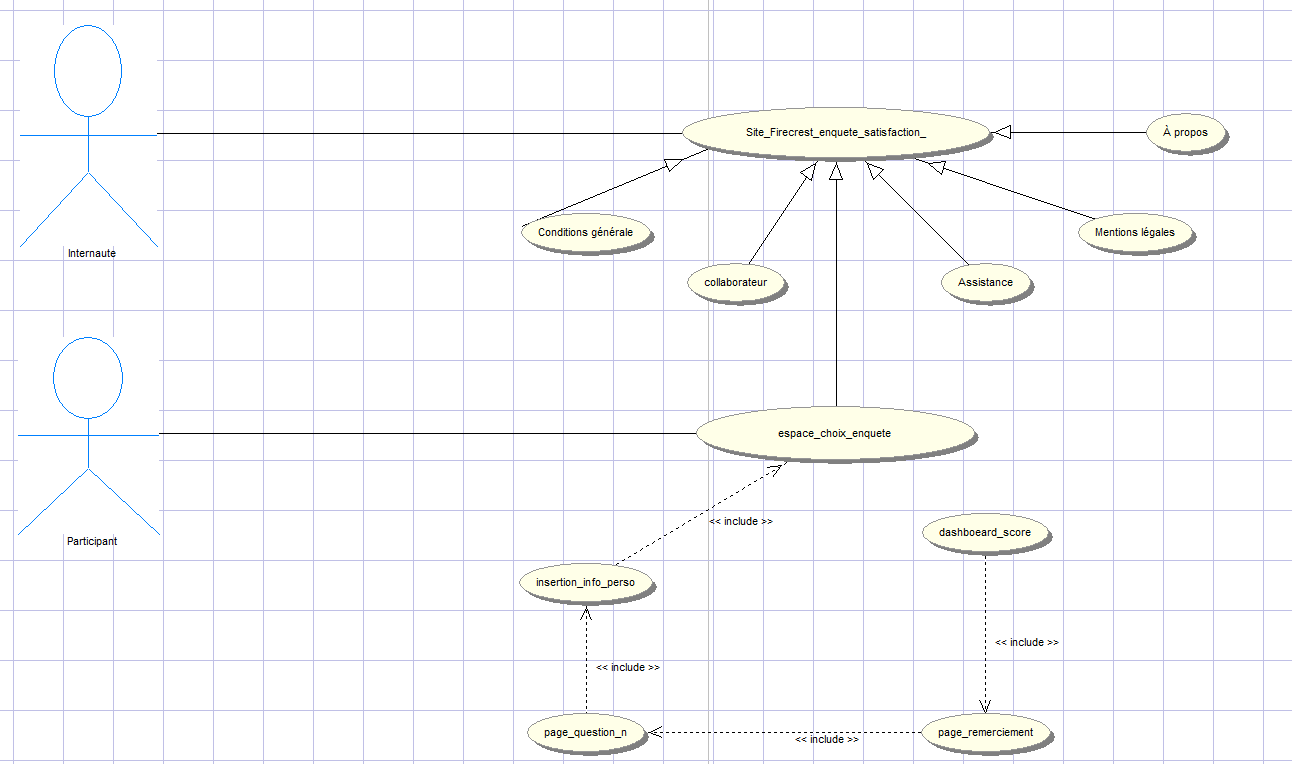 Site_Firecrest_enquete_satisfaction_
À propos
Conditions générale
Mentions légales
Internaute
collaborateur
Assistance
espace_choix_enquete
<< include >>
dashboeard_score
Participant
insertion_info_perso
<< include >>
<< include >>
page_question_n
<< include >>
page_remerciement